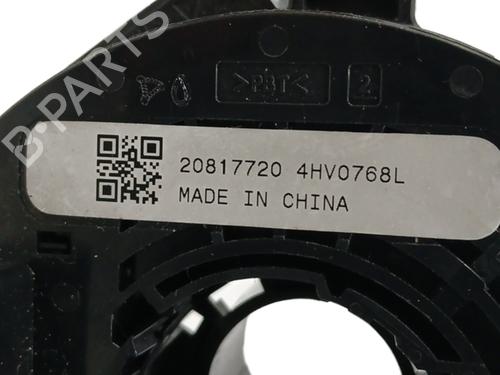 >PBT< 2
20817720 4HV0768L
MADE IN CHINA
B-PARTS